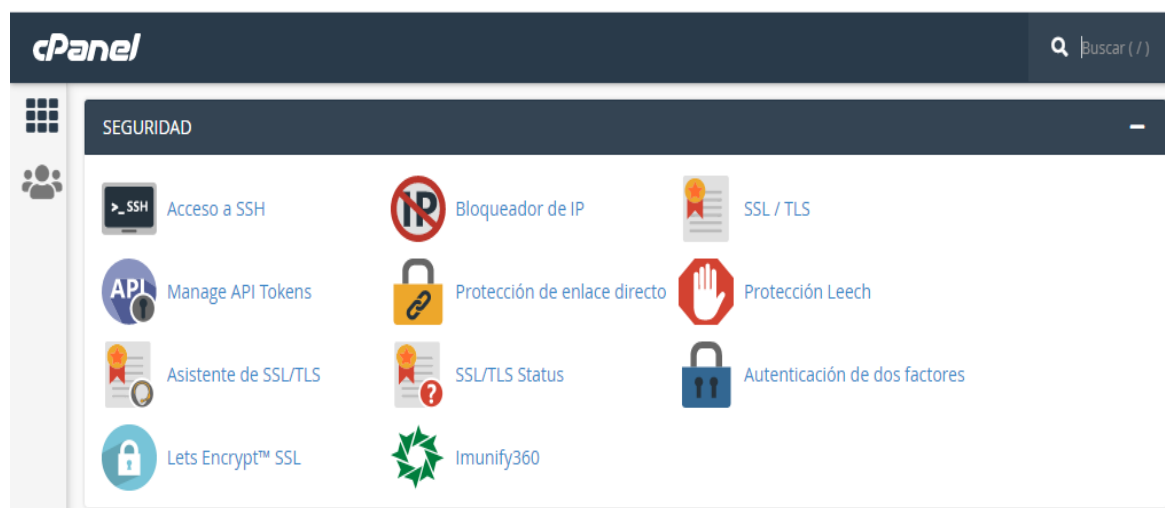 cPanel
Buscar ( / )
SEGURIDAD
>_SSH Acceso a SSH
IP Bloqueador de IP
SSL / TLS
API Manage API Tokens
Protección de enlace directo
Protección Leech
Asistente de SSL/TLS
? SSL/TLS Status
Autenticación de dos factores
Lets Encrypt™ SSL
Imunify360